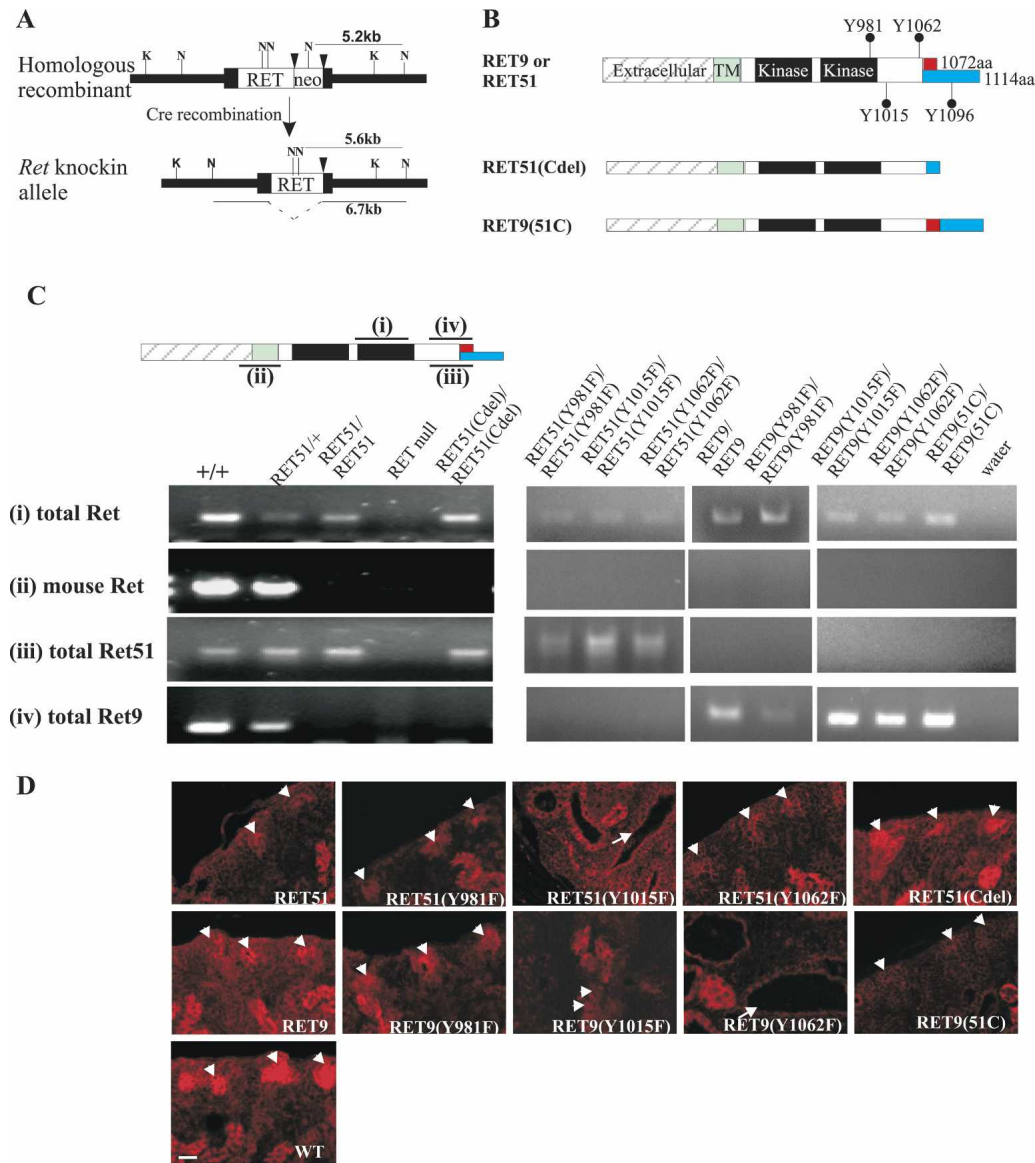 A
Homologous
recombinant
K
N
NN
N
5.2kb
K
N
RET
neo
Cre recombination
Ret knockin
allele
K
N
NN
5.6kb
K
N
RET
6.7kb
B
Y981
Y1062
RET9 or
RET51
Extracellular
TM
Kinase
Kinase
1072aa
1114aa
Y1015
Y1096
RET51(Cdel)
RET9(51C)
C
(i)
(iv)
(ii)
(iii)
+/+
RET51/+
RET51/
RET51
RET null
RET51(Cdel)/
RET51(Cdel)
RET51(Y981F)/
RET51(Y981F)
RET51(Y1015F)/
RET51(Y1015F)
RET51(Y1062F)/
RET51(Y1062F)
RET9/
RET9
RET9(Y981F)/
RET9(Y981F)
RET9(Y1015F)/
RET9(Y1015F)
RET9(Y1062F)/
RET9(Y1062F)
RET9(51C)/
RET9(51C)
water
(i) total Ret
(ii) mouse Ret
(iii) total Ret51
(iv) total Ret9
D
RET51
RET51(Y981F)
RET51(Y1015F)
RET51(Y1062F)
RET51(Cdel)
RET9
RET9(Y981F)
RET9(Y1015F)
RET9(Y1062F)
RET9(51C)
WT